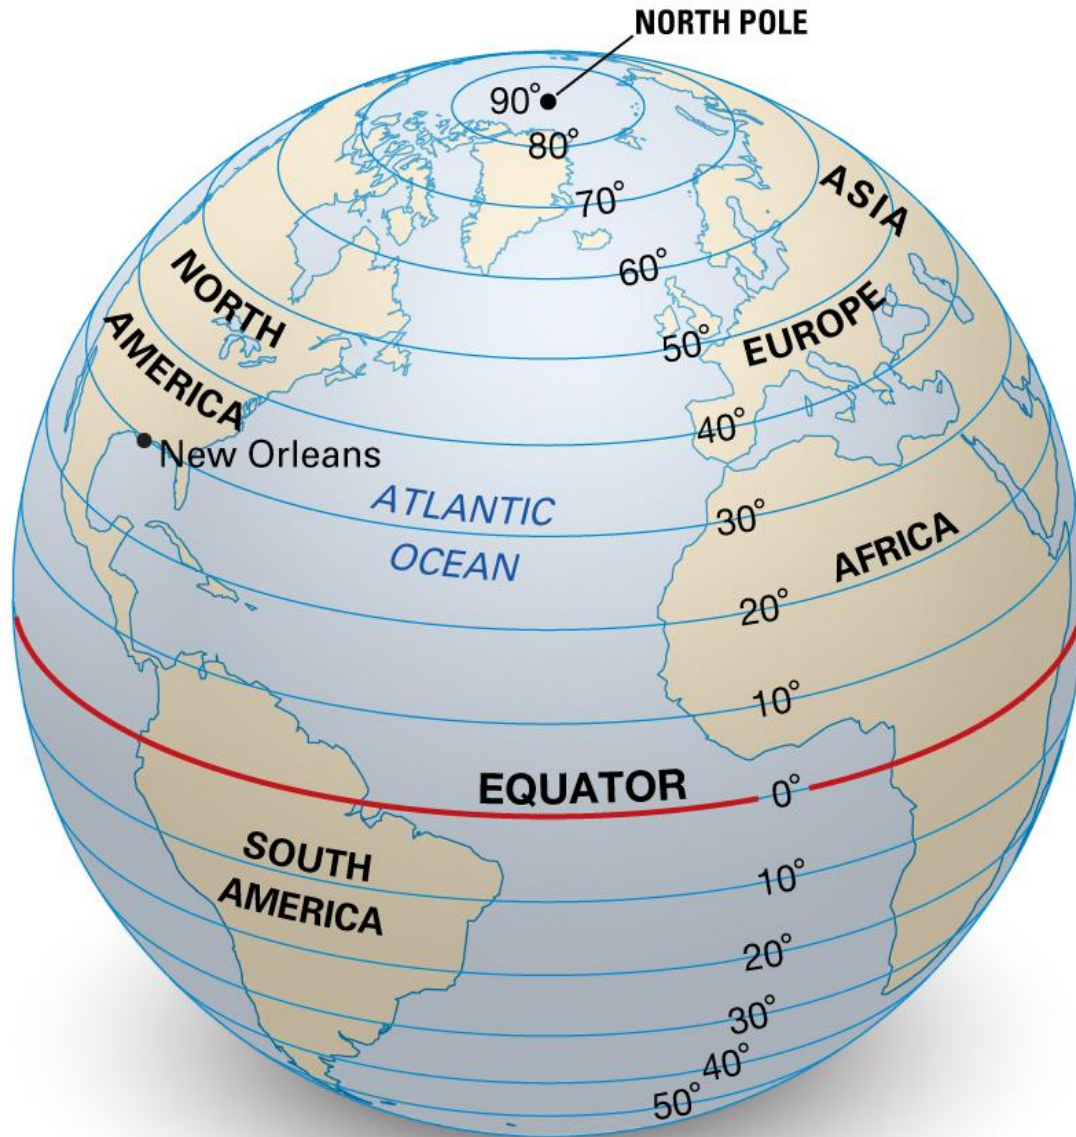 NORTH POLE
90°
80°
70°
ASIA
60°
NORTH
AMERICA
50°
EUROPE
40°
New Orleans
ATLANTIC
OCEAN
30°
AFRICA
20°
10°
EQUATOR
0°
SOUTH
AMERICA
10°
20°
30°
40°
50°